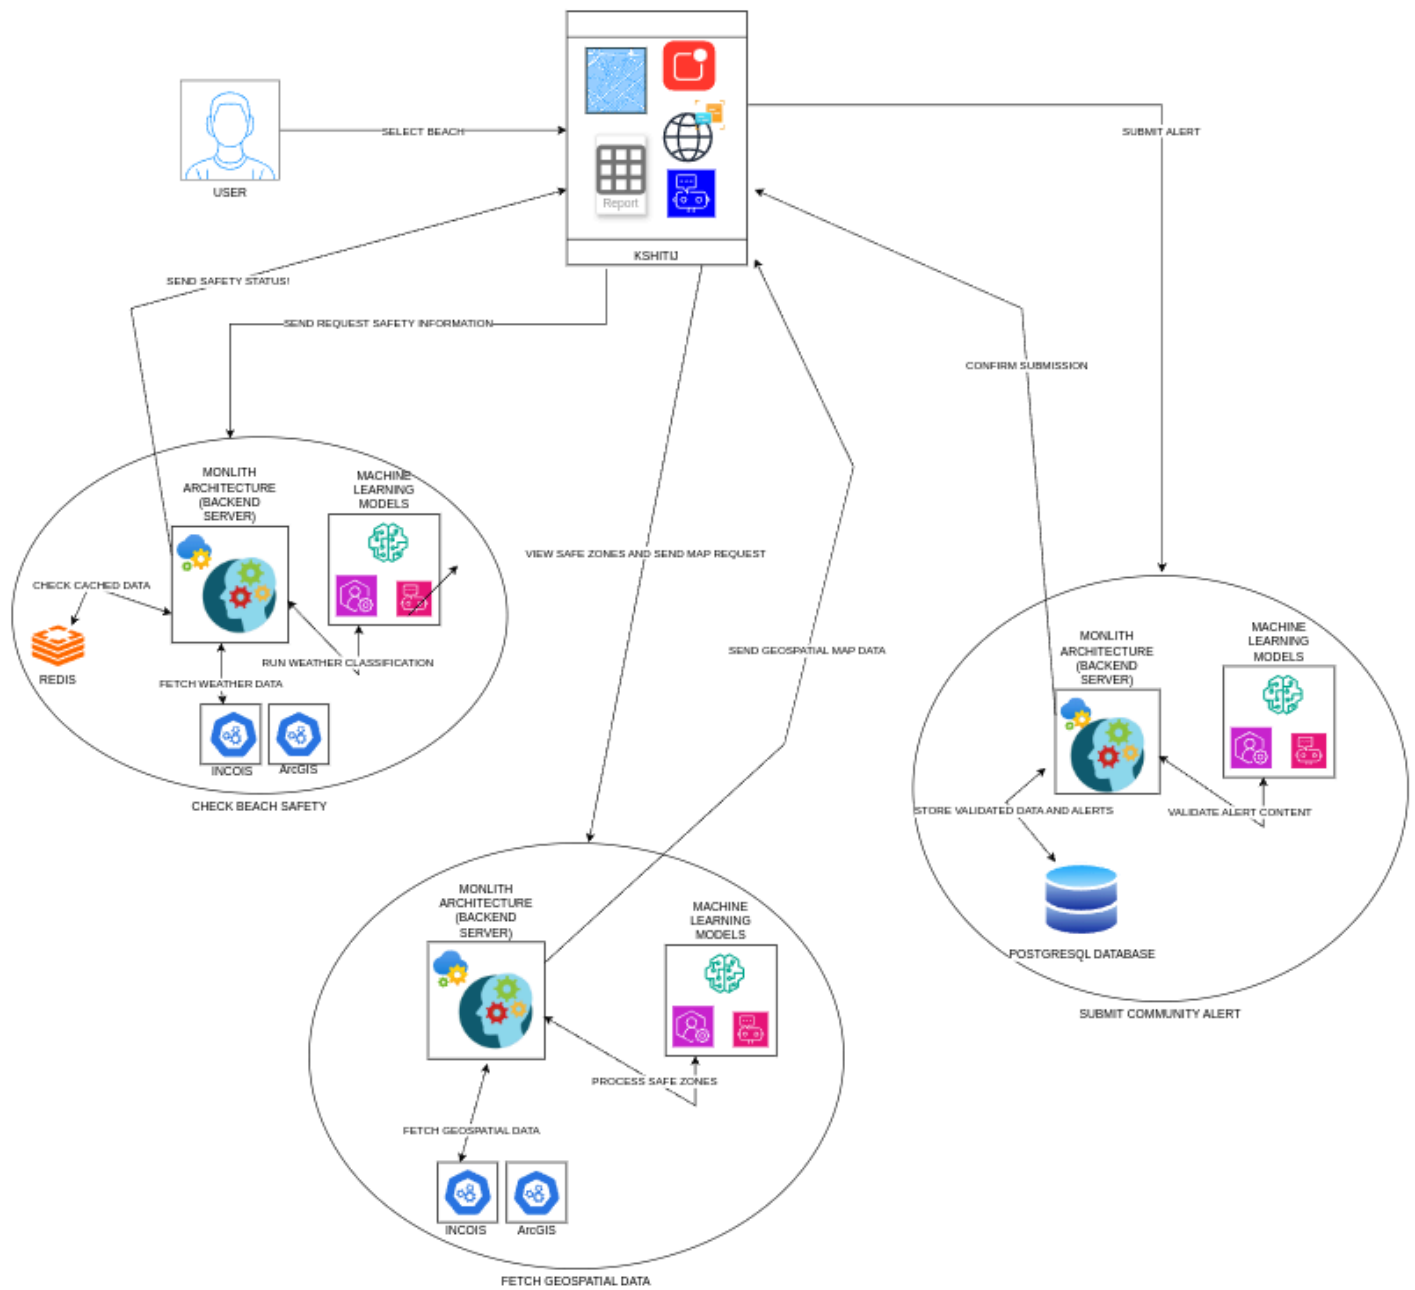 SELECT BEACH
SUBMIT ALERT
Report
USER
KSHITIJ
SEND SAFETY STATUS!
SEND REQUEST SAFETY INFORMATION
CONFIRM SUBMISSION
MONLITH
ARCHITECTURE
(BACKEND
SERVER)
MACHINE
LEARNING
MODELS
CHECK CACHED DATA
REDIS
RUN WEATHER CLASSIFICATION
FETCH WEATHER DATA
INCOIS
ArcGIS
CHECK BEACH SAFETY
VIEW SAFE ZONES AND SEND MAP REQUEST
SEND GEOSPATIAL MAP DATA
MONLITH
ARCHITECTURE
(BACKEND
SERVER)
MACHINE
LEARNING
MODELS
STORE VALIDATED DATA AND ALERTS
VALIDATE ALERT CONTENT
POSTGRESQL DATABASE
SUBMIT COMMUNITY ALERT
MONLITH
ARCHITECTURE
(BACKEND
SERVER)
MACHINE
LEARNING
MODELS
PROCESS SAFE ZONES
FETCH GEOSPATIAL DATA
INCOIS
ArcGIS
FETCH GEOSPATIAL DATA